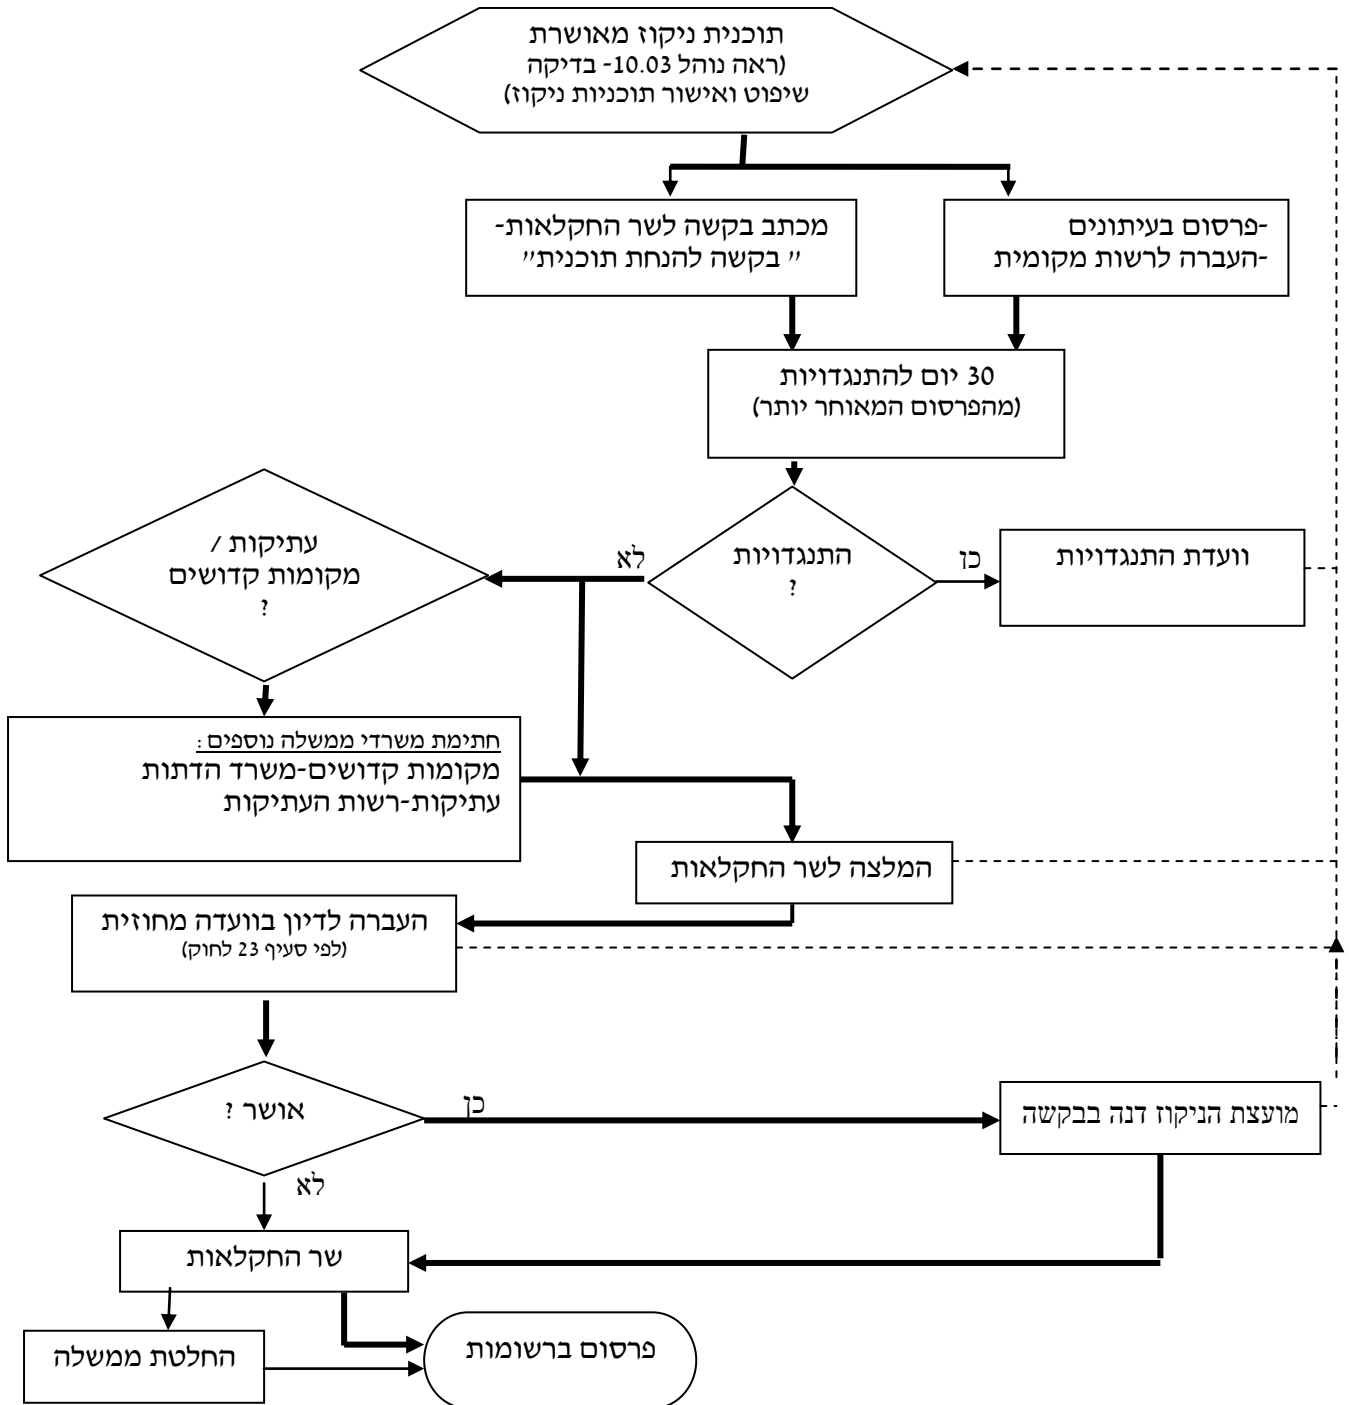 תוכנית ניקוז מאושרת
(ראה נוהל 10.03- בדיקה
שיפוט ואישור תוכניות ניקוז)
-פרסום בעיתונים
-העברה לרשות מקומית
מכתב בקשה לשר החקלאות-
" בקשה להנחת תוכנית"
30 יום להתנגדויות
(מהפרסום המאוחר יותר)
התנגדויות
?
כן
וועדת התנגדויות
לא
עתיקות /
מקומות קדושים
?
חתימת משרדי ממשלה נוספים:
מקומות קדושים-משרד הדתות
עתיקות-רשות העתיקות
המלצה לשר החקלאות
העברה לדיון בוועדה מחוזית
(לפי סעיף 23 לחוק)
אושר ?
כן
מועצת הניקוז דנה בבקשה
לא
שר החקלאות
החלטת ממשלה
פרסום ברשומות